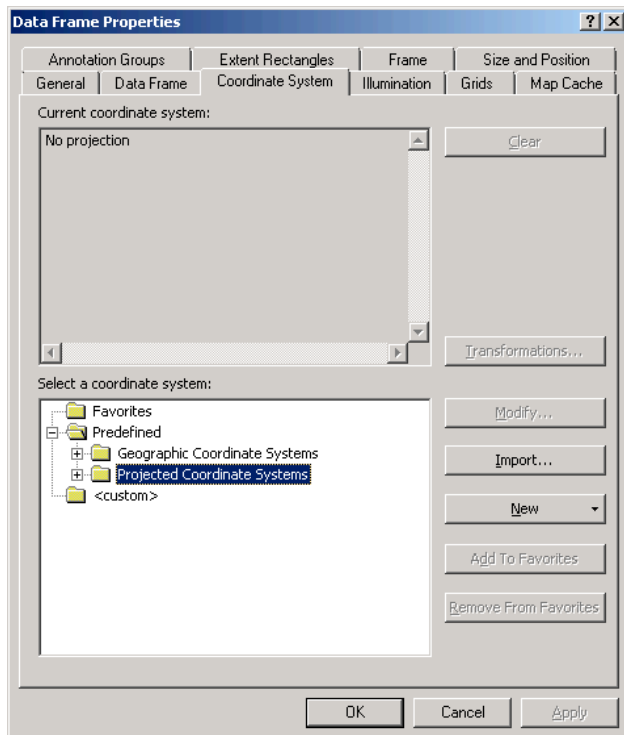 Data Frame Properties
Annotation Groups Extent Rectangles Frame Size and Position
General Data Frame Coordinate System Illumination Grids Map Cache
Current coordinate system:
No projection
Clear
Transformations...
Select a coordinate system:
Favorites
Predefined
Geographic Coordinate Systems
Projected Coordinate Systems
<custom>
Modify...
Import...
New
Add To Favorites
Remove From Favorites
OK Cancel Apply